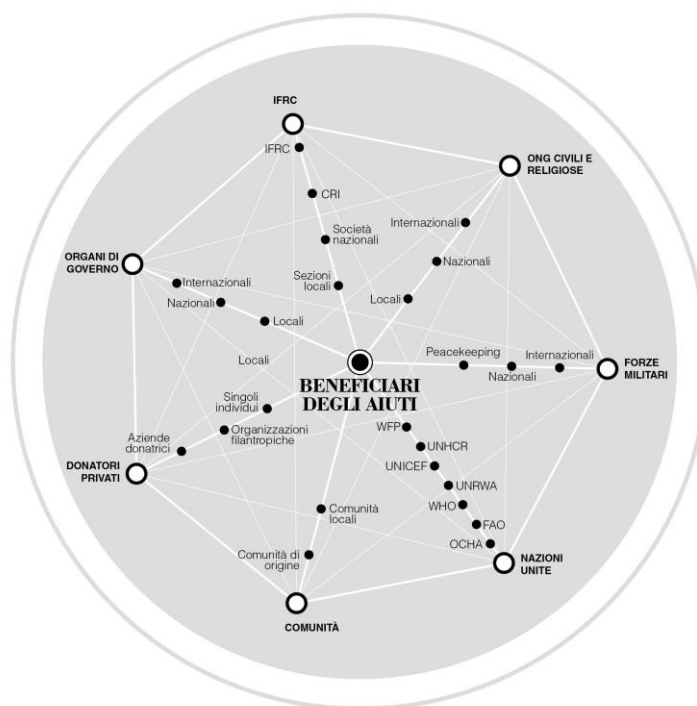 IFRC
IFRC
CRI
Società
nazionali
Sezioni
locali
ONG CIVILI E
RELIGIOSE
Internazionali
Nazionali
Locali
ORGANI DI
GOVERNO
Internazionali
Nazionali
Locali
Locali
Peacekeeping
Nazionali
Internazionali
FORZE
MILITARI
BENEFICIARI
DEGLI AIUTI
Singoli
individui
Organizzazioni
filantropiche
Aziende
donatrici
DONATORI
PRIVATI
WFP
UNHCR
UNICEF
UNRWA
WHO
FAO
OCHA
NAZIONI
UNITE
Comunità
locali
Comunità di
origine
COMUNITÀ